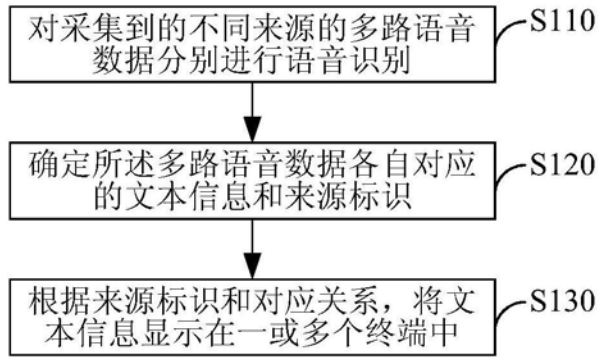 对采集到的不同来源的多路语音
数据分别进行语音识别
S110
确定所述多路语音数据各自对应
的文本信息和来源标识
S120
根据来源标识和对应关系，将文
本信息显示在一或多个终端中
S130